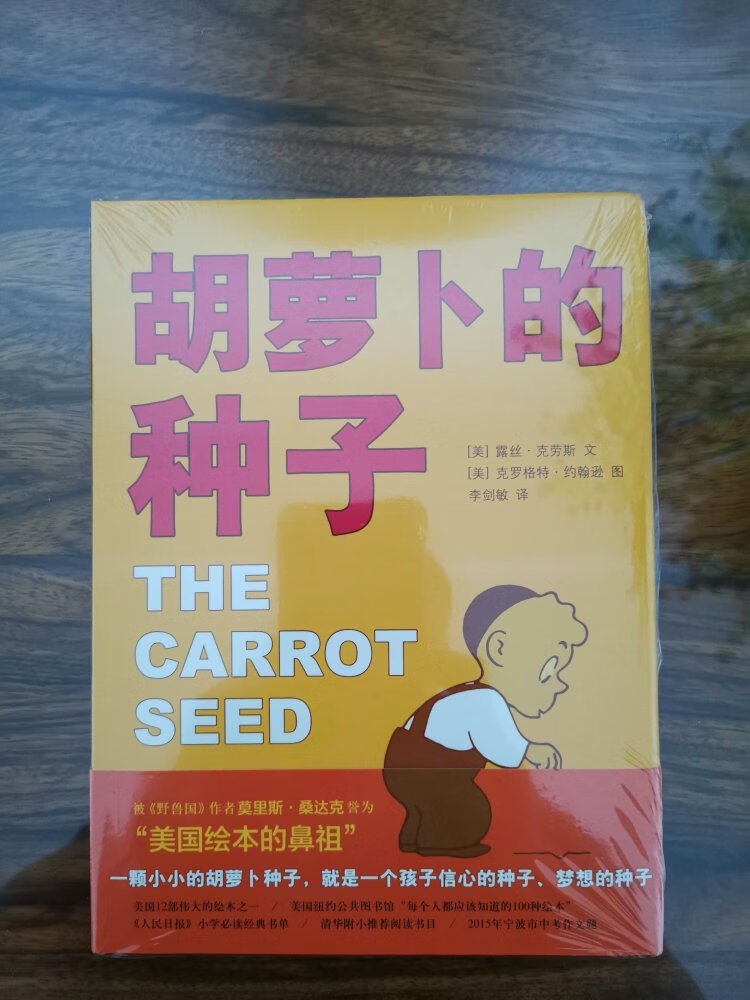 胡萝卜的
种子
[美] 露丝·克劳斯 文
[美] 克罗格特·约翰逊 图
李剑敏 译
THE
CARROT
SEED
被《野兽国》作者莫里斯·桑达克誉为
“美国绘本的鼻祖”
一颗小小的胡萝卜种子，就是一个孩子信心的种子、梦想的种子
美国12部伟大的绘本之一 / 美国纽约公共图书馆“每个人都应该知道的100种绘本”
《人民日报》小学必读经典书单 / 清华附小推荐阅读书目 / 2015年宁波市中考作文题